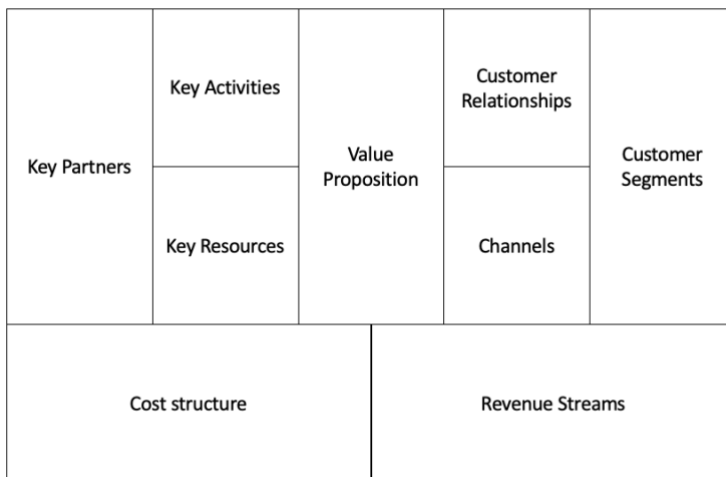 Key Partners
Key Activities
Key Resources
Value
Proposition
Customer
Relationships
Channels
Customer
Segments
Cost structure
Revenue Streams